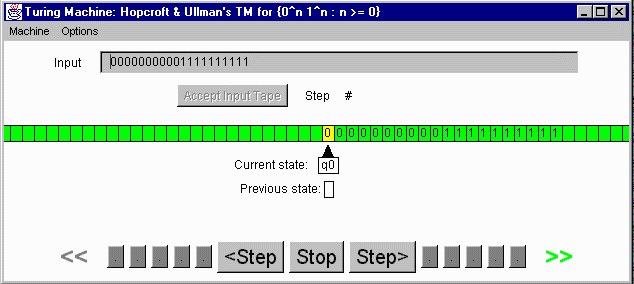 Turing Machine: Hopcroft & Ullman's TM for {0^n 1^n : n >= 0}
Machine Options
Input 00000000001111111111
Accept Input Tape Step #
0 0 0 0 0 0 0 0 0 0 1 1 1 1 1 1 1 1 1 1
Current state: q0
Previous state:
<< . . . . . <Step Stop Step> . . . . . >>